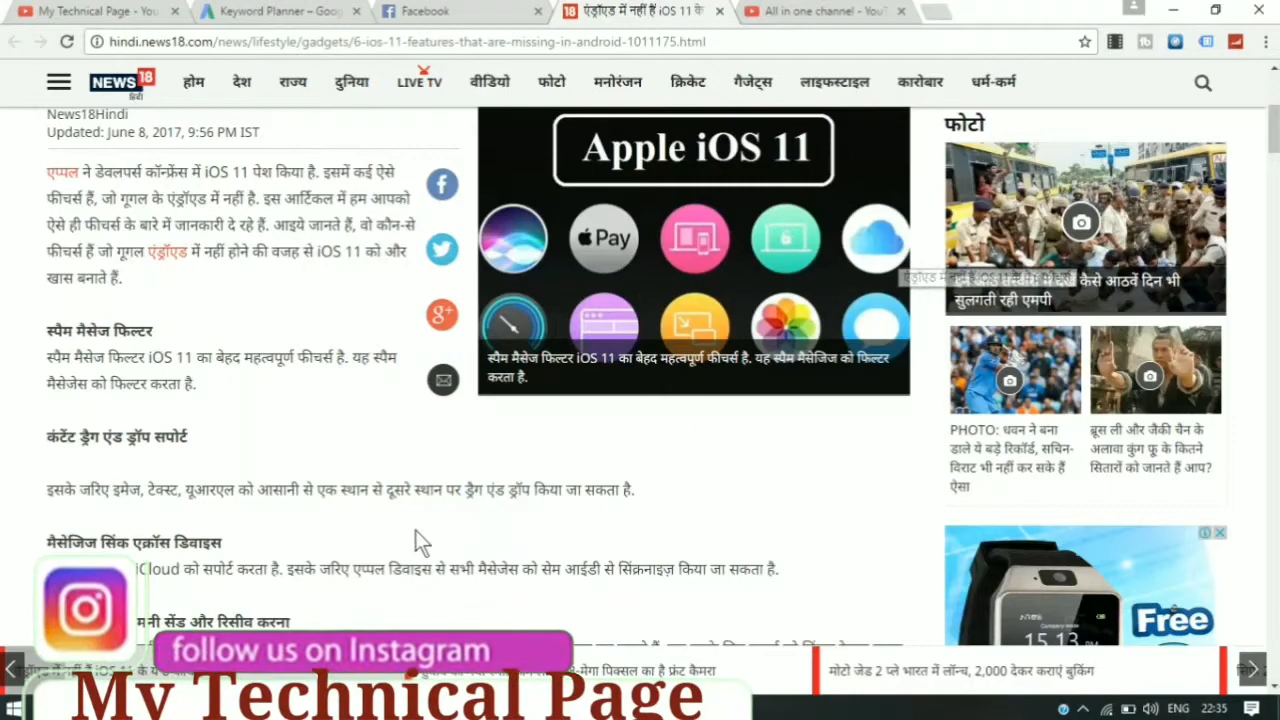 My Technical Page - You
Keyword Planner – Goog
Facebook
एंड्रॉएड में नहीं हैं iOS 11 के
All in one channel - YouT
hindi.news18.com/news/lifestyle/gadgets/6-ios-11-features-that-are-missing-in-android-1011175.html
NEWS 18
हिन्दी
होम
देश
राज्य
दुनिया
LIVE TV
वीडियो
फोटो
मनोरंजन
क्रिकेट
गैजेट्स
लाइफस्टाइल
कारोबार
धर्म-कर्म
News18Hindi
Updated: June 8, 2017, 9:56 PM IST
एप्पल ने डेवलपर्स कॉन्फ्रेंस में iOS 11 पेश किया है. इसमें कई ऐसे
फीचर्स हैं, जो गूगल के एंड्रॉएड में नहीं है. इस आर्टिकल में हम आपको
ऐसे ही फीचर्स के बारे में जानकारी दे रहे हैं. आइये जानते हैं, वो कौन-से
फीचर्स हैं जो गूगल एंड्रॉएड में नहीं होने की वजह से iOS 11 को और
खास बनाते हैं.
स्पैम मैसेज फिल्टर
स्पैम मैसेज फिल्टर iOS 11 का बेहद महत्वपूर्ण फीचर्स है. यह स्पैम
मैसेजेस को फिल्टर करता है.
कंटेंट ड्रैग एंड ड्रॉप सपोर्ट
इसके जरिए इमेज, टेक्स्ट, यूआरएल को आसानी से एक स्थान से दूसरे स्थान पर ड्रैग एंड ड्रॉप किया जा सकता है.
मैसेजिज सिंक एक्रॉस डिवाइस
iCloud को सपोर्ट करता है. इसके जरिए एप्पल डिवाइस से सभी मैसेजेस को सेम आईडी से सिंक्रनाइज़ किया जा सकता है.
मनी सेंड और रिसीव करना
Apple iOS 11
Pay
स्पैम मैसेज फिल्टर iOS 11 का बेहद महत्वपूर्ण फीचर्स है. यह स्पैम मैसेजिज को फिल्टर
करता है.
फोटो
कैसे आठवें दिन भी
सुलगती रही एमपी
PHOTO: धवन ने बना
डाले ये बड़े रिकॉर्ड, सचिन-
विराट भी नहीं कर सके हैं
ऐसा
ब्रूस ली और जैकी चैन के
अलावा कुंग फू के कितने
सितारों को जानते हैं आप?
15.13
Free
follow us on Instagram
My Technical Page
-मेगा पिक्सल का है फ्रंट कैमरा
मोटो जेड 2 प्ले भारत में लॉन्च, 2,000 देकर कराएं बुकिंग
ENG
22:35